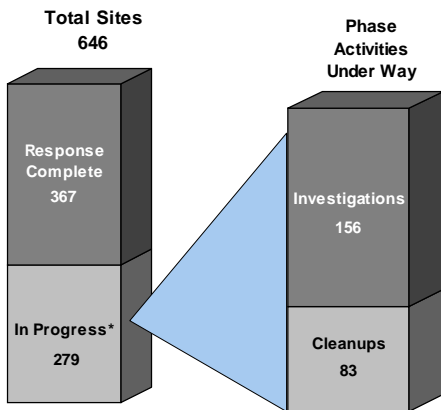 Total Sites
646
Response
Complete
367
In Progress*
279
Phase
Activities
Under Way
Investigations
156
Cleanups
83